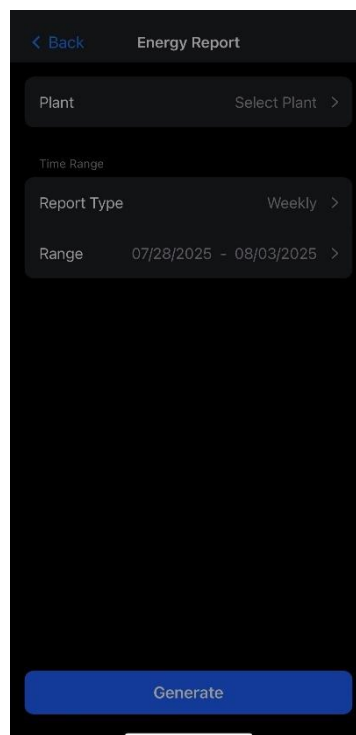 Back Energy Report
Plant Select Plant
Time Range
Report Type Weekly
Range 07/28/2025 - 08/03/2025
Generate